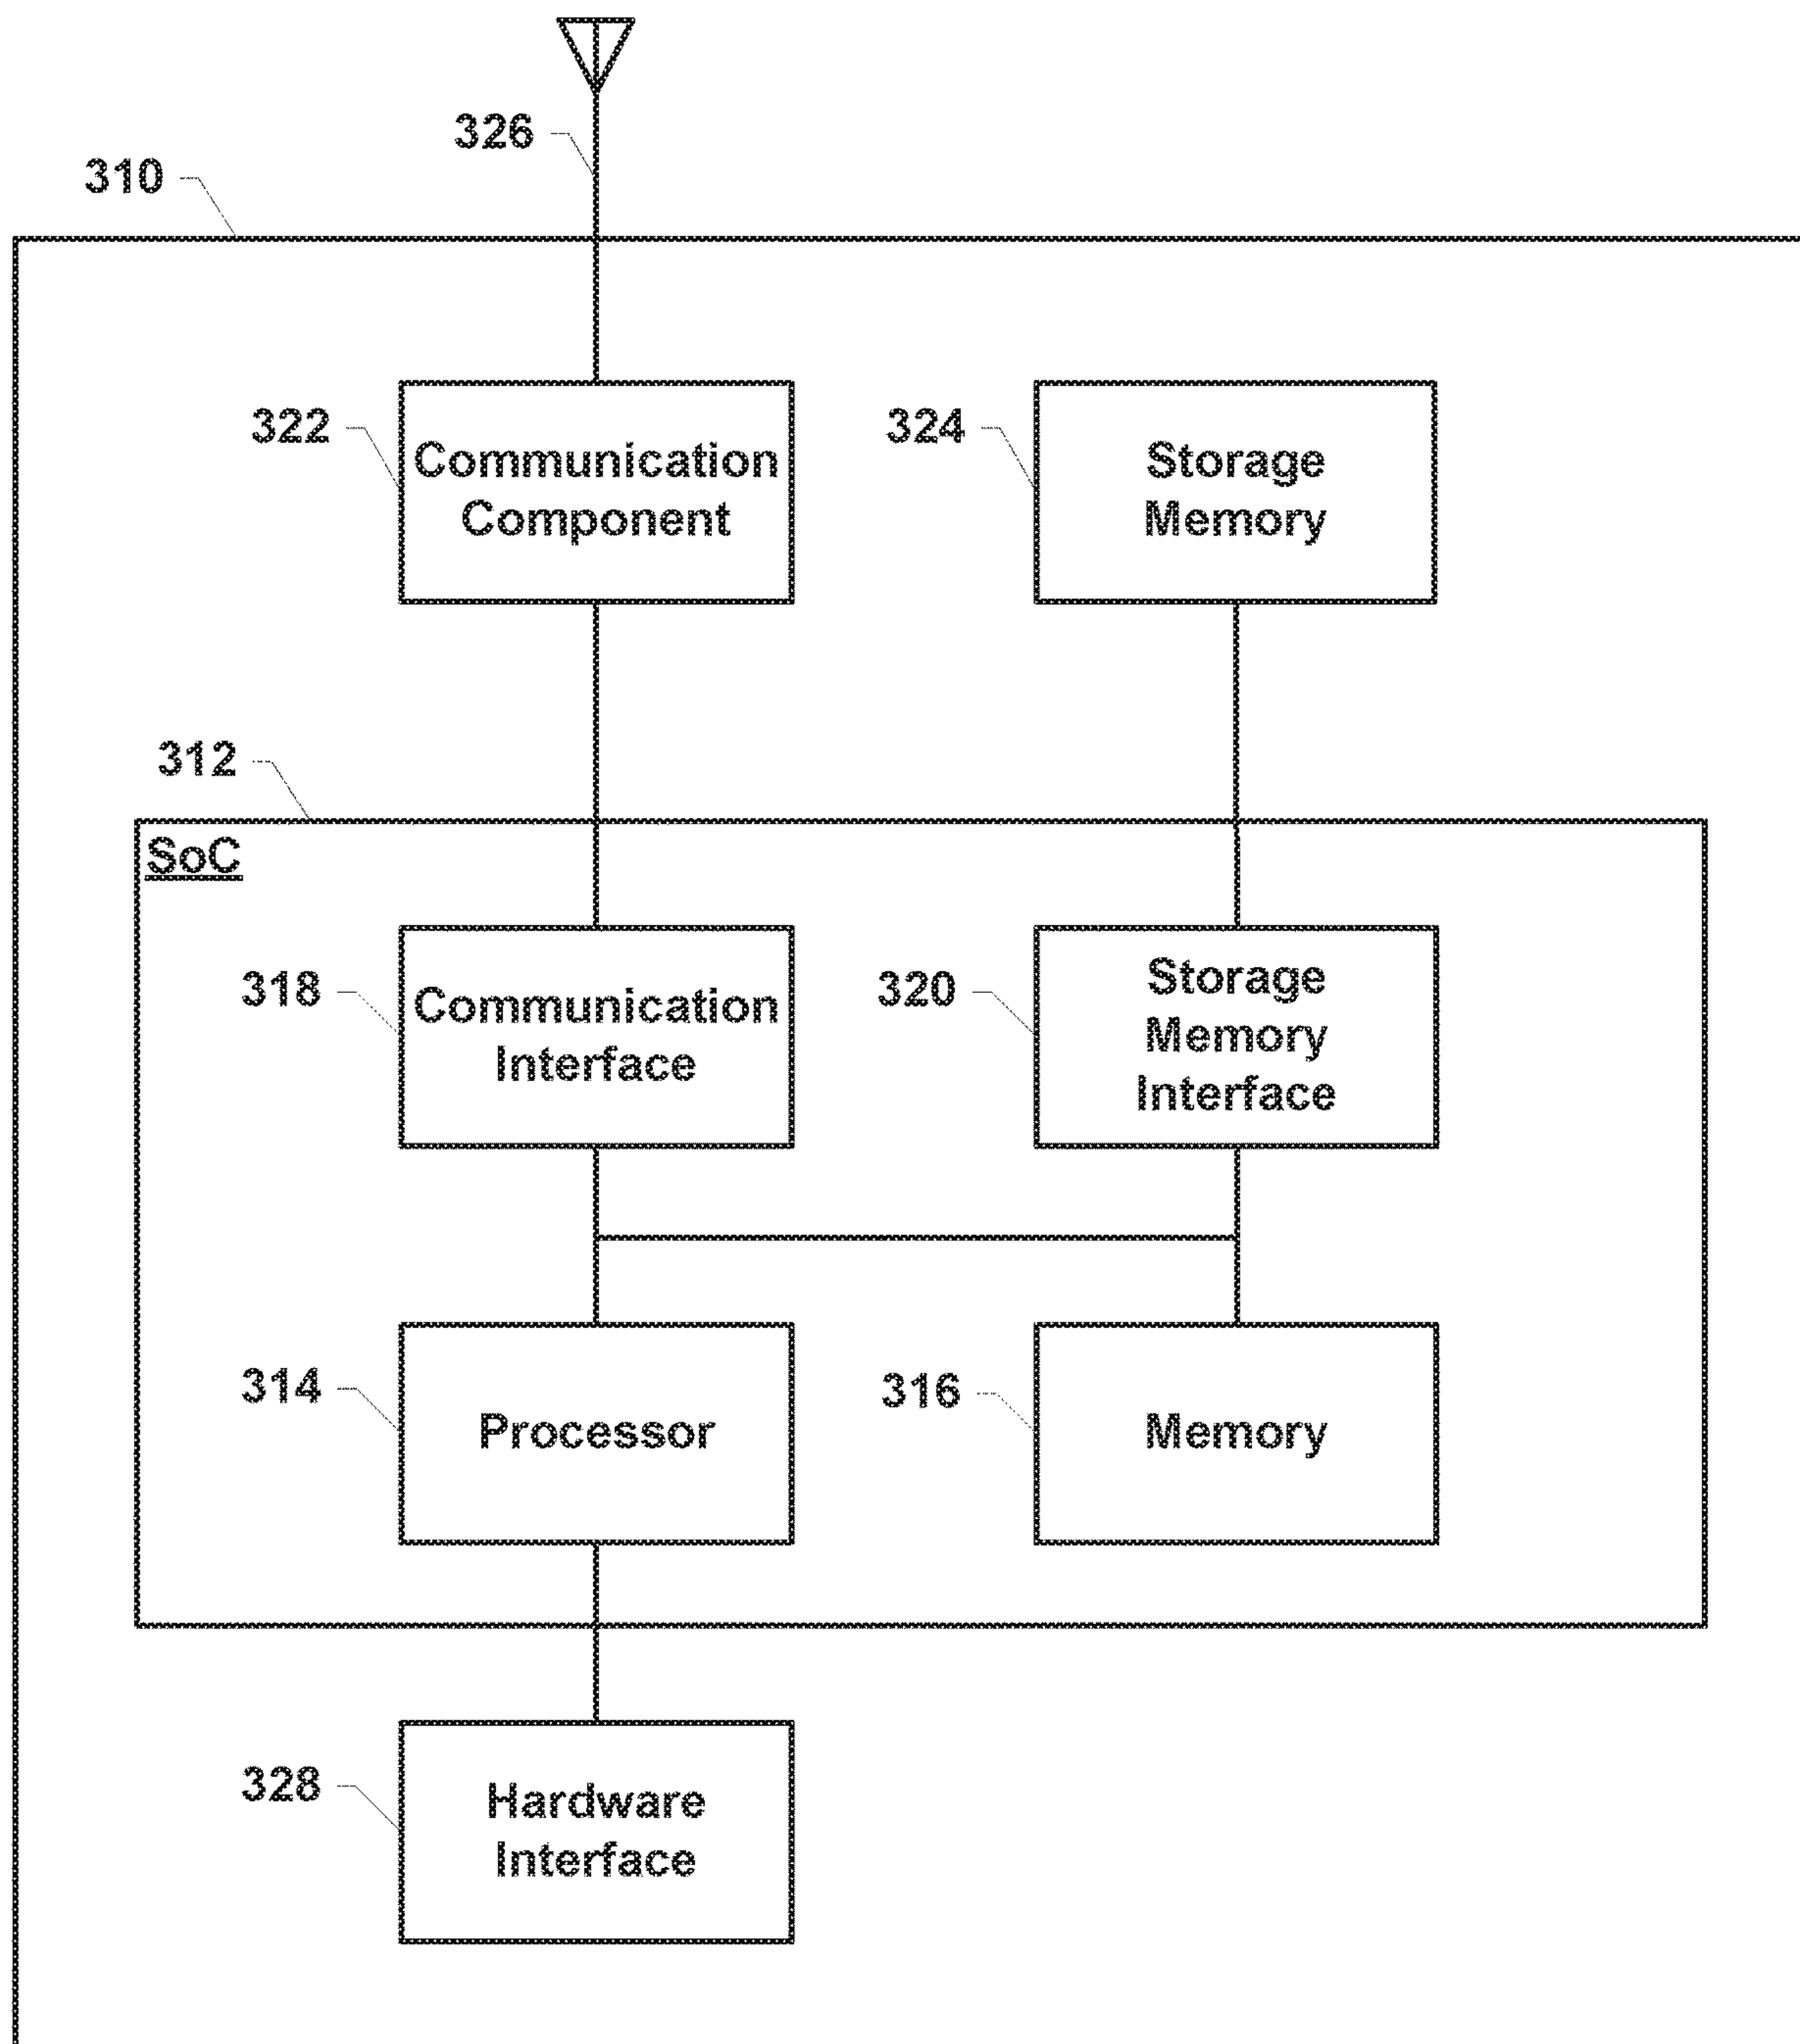 326
310
322
Communication
Component
324
Storage
Memory
312
SoC
318
Communication
Interface
320
Storage
Memory
Interface
314
Processor
316
Memory
328
Hardware
Interface